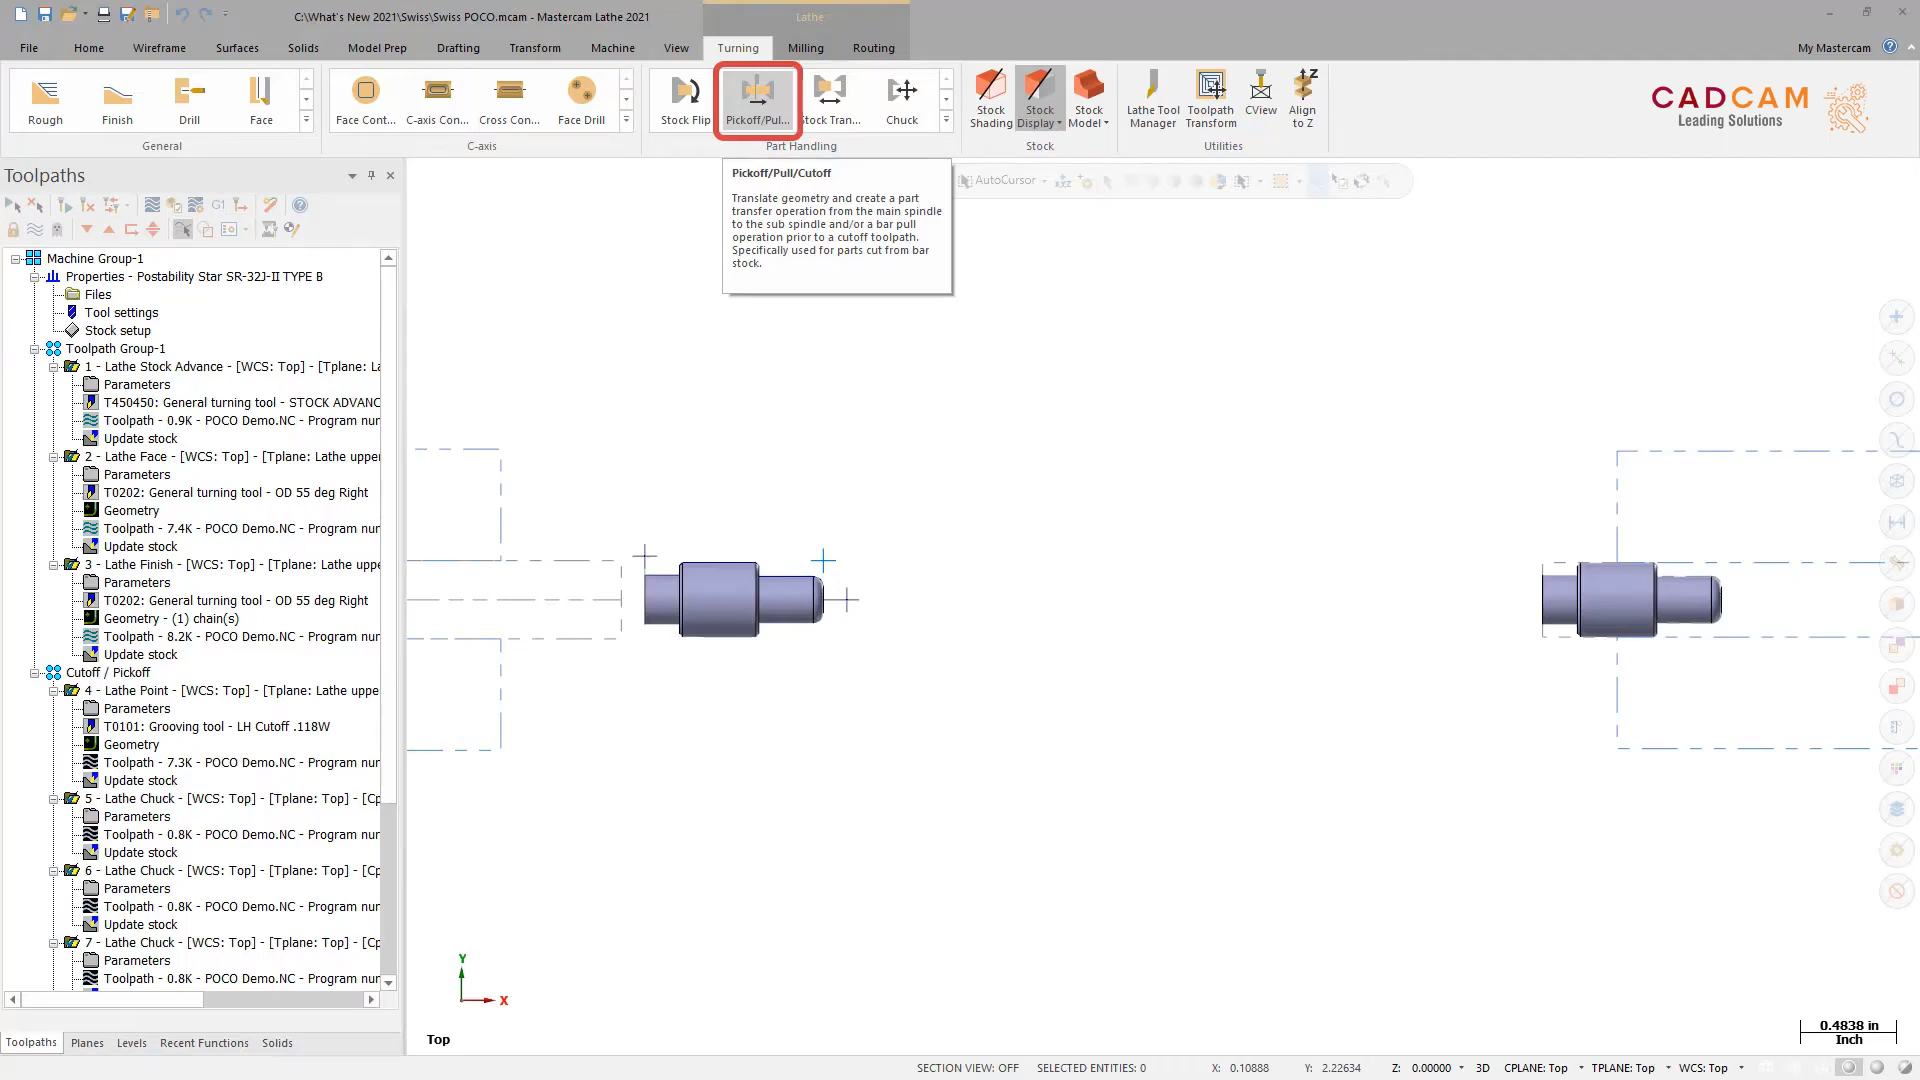 C:\What's New 2021\Swiss\Swiss POCO.mcam - Mastercam Lathe 2021
Lathe
File Home Wireframe Surfaces Solids Model Prep Drafting Transform Machine View Turning Milling Routing My Mastercam
Rough Finish Drill Face
General
Face Cont... C-axis Con... Cross Con... Face Drill
C-axis
Stock Flip Pickoff/Pul... Stock Tran... Chuck
Part Handling
Stock Shading Stock Display Stock Model
Stock
Lathe Tool Manager Toolpath Transform CView Align to Z
Utilities
CADCAM
Leading Solutions
Toolpaths
G1
AutoCursor
Pickoff/Pull/Cutoff
Translate geometry and create a part
transfer operation from the main spindle
to the sub spindle and/or a bar pull
operation prior to a cutoff toolpath.
Specifically used for parts cut from bar
stock.
Machine Group-1
Properties - Postability Star SR-32J-II TYPE B
Files
Tool settings
Stock setup
Toolpath Group-1
1 - Lathe Stock Advance - [WCS: Top] - [Tplane: La
Parameters
T450450: General turning tool - STOCK ADVANC
Toolpath - 0.9K - POCO Demo.NC - Program nur
Update stock
2 - Lathe Face - [WCS: Top] - [Tplane: Lathe upper
Parameters
T0202: General turning tool - OD 55 deg Right
Geometry
Toolpath - 7.4K - POCO Demo.NC - Program nur
Update stock
3 - Lathe Finish - [WCS: Top] - [Tplane: Lathe uppe
Parameters
T0202: General turning tool - OD 55 deg Right
Geometry - (1) chain(s)
Toolpath - 8.2K - POCO Demo.NC - Program nur
Update stock
Cutoff / Pickoff
4 - Lathe Point - [WCS: Top] - [Tplane: Lathe uppe
Parameters
T0101: Grooving tool - LH Cutoff .118W
Geometry
Toolpath - 7.3K - POCO Demo.NC - Program nur
Update stock
5 - Lathe Chuck - [WCS: Top] - [Tplane: Top] - [Cp
Parameters
Toolpath - 0.8K - POCO Demo.NC - Program nur
Update stock
6 - Lathe Chuck - [WCS: Top] - [Tplane: Top] - [Cp
Parameters
Toolpath - 0.8K - POCO Demo.NC - Program nur
Update stock
7 - Lathe Chuck - [WCS: Top] - [Tplane: Top] - [Cp
Parameters
Toolpath - 0.8K - POCO Demo.NC - Program nur
Y
X
Top
0.4838 in
Inch
Toolpaths Planes Levels Recent Functions Solids
SECTION VIEW: OFF SELECTED ENTITIES: 0 X: 0.10888 Y: 2.22634 Z: 0.00000 3D CPLANE: Top TPLANE: Top WCS: Top